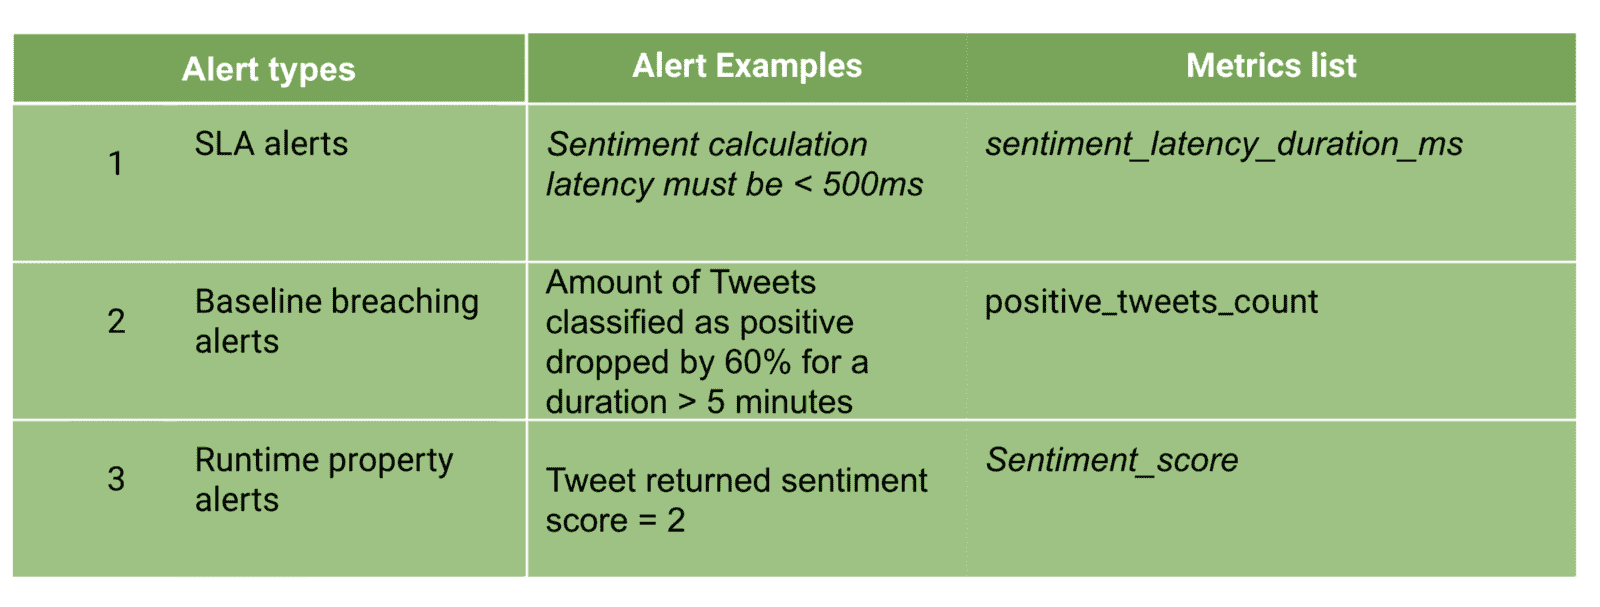 Alert types
Alert Examples
Metrics list
1
SLA alerts
Sentiment calculation
latency must be < 500ms
sentiment_latency_duration_ms
2
Baseline breaching
alerts
Amount of Tweets
classified as positive
dropped by 60% for a
duration > 5 minutes
positive_tweets_count
3
Runtime property
alerts
Tweet returned sentiment
score = 2
Sentiment_score